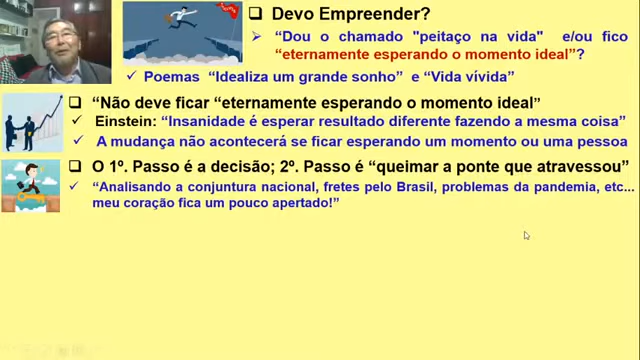 Devo Empreender?
“Dou o chamado "peitaço na vida" e/ou fico
“eternamente esperando o momento ideal”?
Poemas “Idealiza um grande sonho” e “Vida vívida”
“Não deve ficar “eternamente esperando o momento ideal”
Einstein: “Insanidade é esperar resultado diferente fazendo a mesma coisa”
A mudança não acontecerá se ficar esperando um momento ou uma pessoa
O 1º. Passo é a decisão; 2º. Passo é “queimar a ponte que atravessou”
“Analisando a conjuntura nacional, fretes pelo Brasil, problemas da pandemia, etc...
meu coração fica um pouco apertado!”